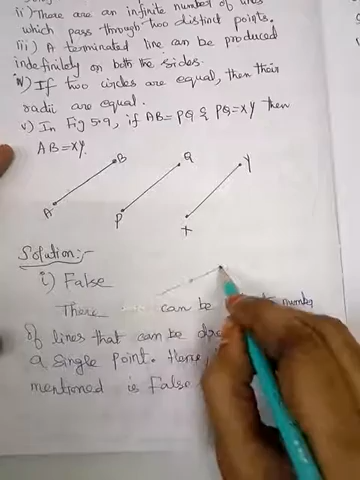 ii) There are an infinite number of lines
which pass through two distinct points.
iii) A terminated line can be produced
indefinitely on both the sides.
iv) If two circles are equal, then their
radii are equal.
v) In Fig 5.9, if AB = PQ & PQ = XY then
AB = XY.
A B P Q X Y
Solution:-
i) False
There can be number
of lines that can be
a single point. Hence,
mentioned is False